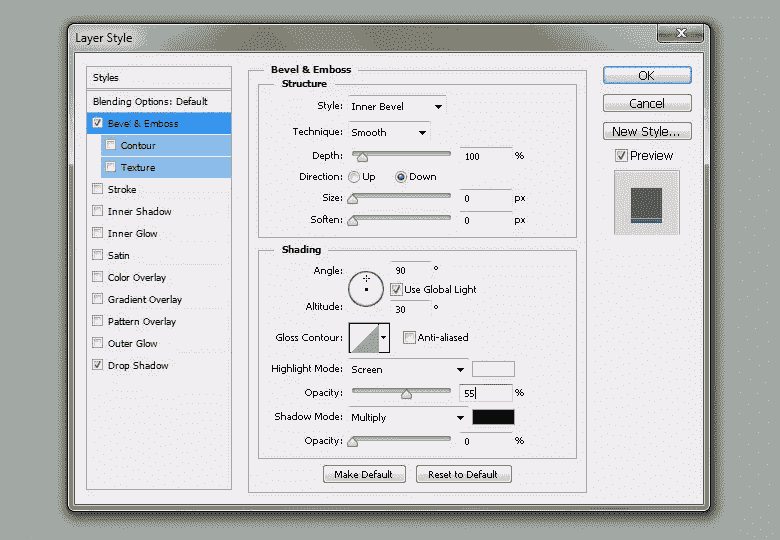 Layer Style
Styles
Blending Options: Default
Bevel & Emboss
Contour
Texture
Stroke
Inner Shadow
Inner Glow
Satin
Color Overlay
Gradient Overlay
Pattern Overlay
Outer Glow
Drop Shadow
Bevel & Emboss
Structure
Style: Inner Bevel
Technique: Smooth
Depth: 100 %
Direction: Up Down
Size: 0 px
Soften: 0 px
Shading
Angle: 90 °
Use Global Light
Altitude: 30 °
Gloss Contour: Anti-aliased
Highlight Mode: Screen
Opacity: 55 %
Shadow Mode: Multiply
Opacity: 0 %
Make Default Reset to Default
OK
Cancel
New Style...
Preview